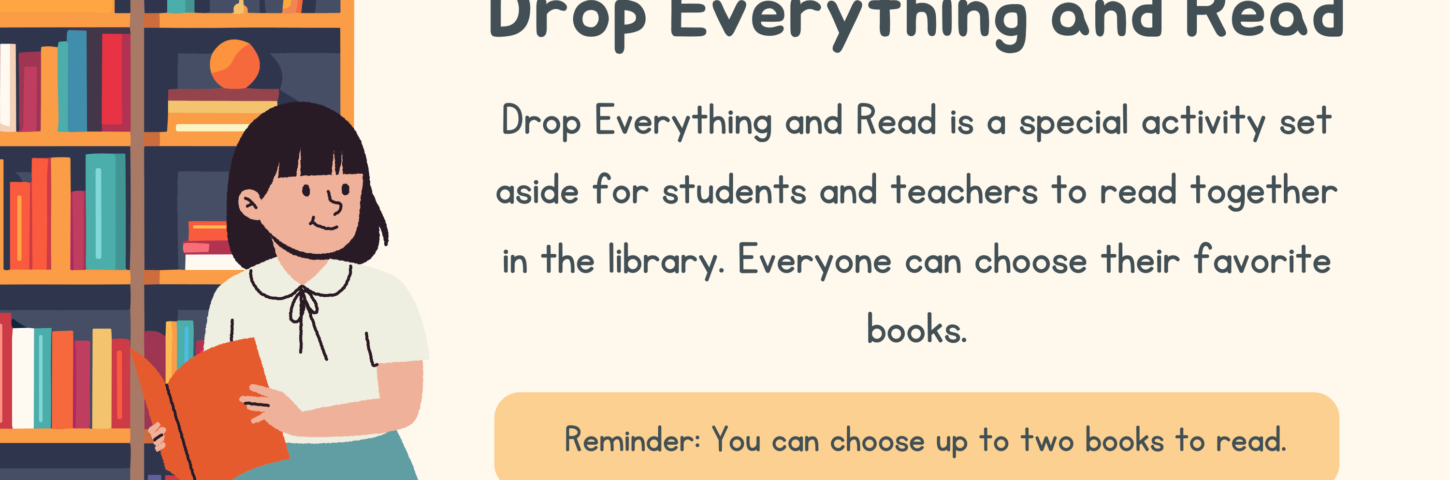 Drop Everything and Read
Drop Everything and Read is a special activity set
aside for students and teachers to read together
in the library. Everyone can choose their favorite
books.
Reminder: You can choose up to two books to read.